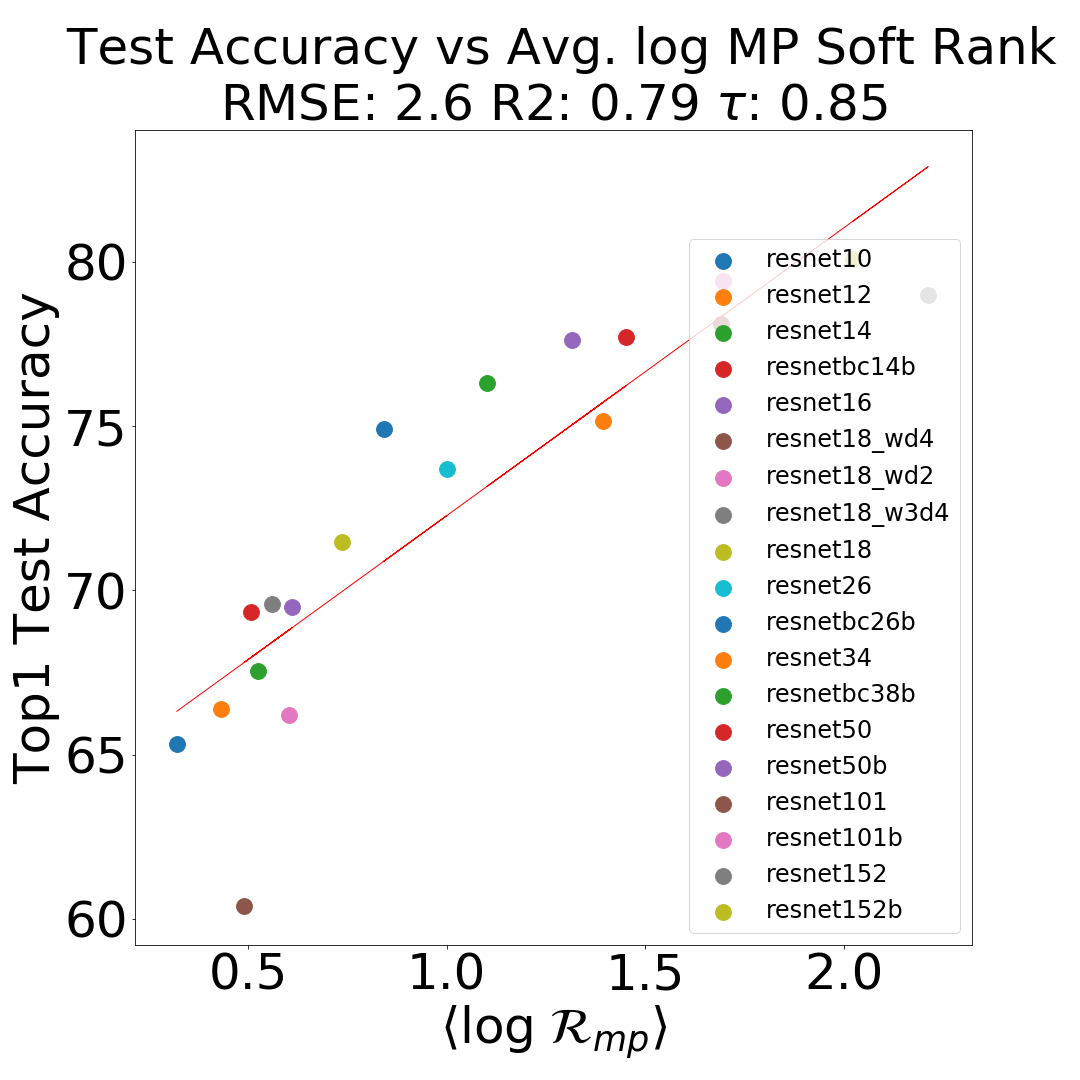 Test Accuracy vs Avg. log MP Soft Rank
RMSE: 2.6 R2: 0.79 τ: 0.85
Top1 Test Accuracy
80
75
70
65
60
resnet10
resnet12
resnet14
resnetbc14b
resnet16
resnet18_wd4
resnet18_wd2
resnet18_w3d4
resnet18
resnet26
resnetbc26b
resnet34
resnetbc38b
resnet50
resnet50b
resnet101
resnet101b
resnet152
resnet152b
0.5 1.0 1.5 2.0
⟨log ℛ_mp⟩